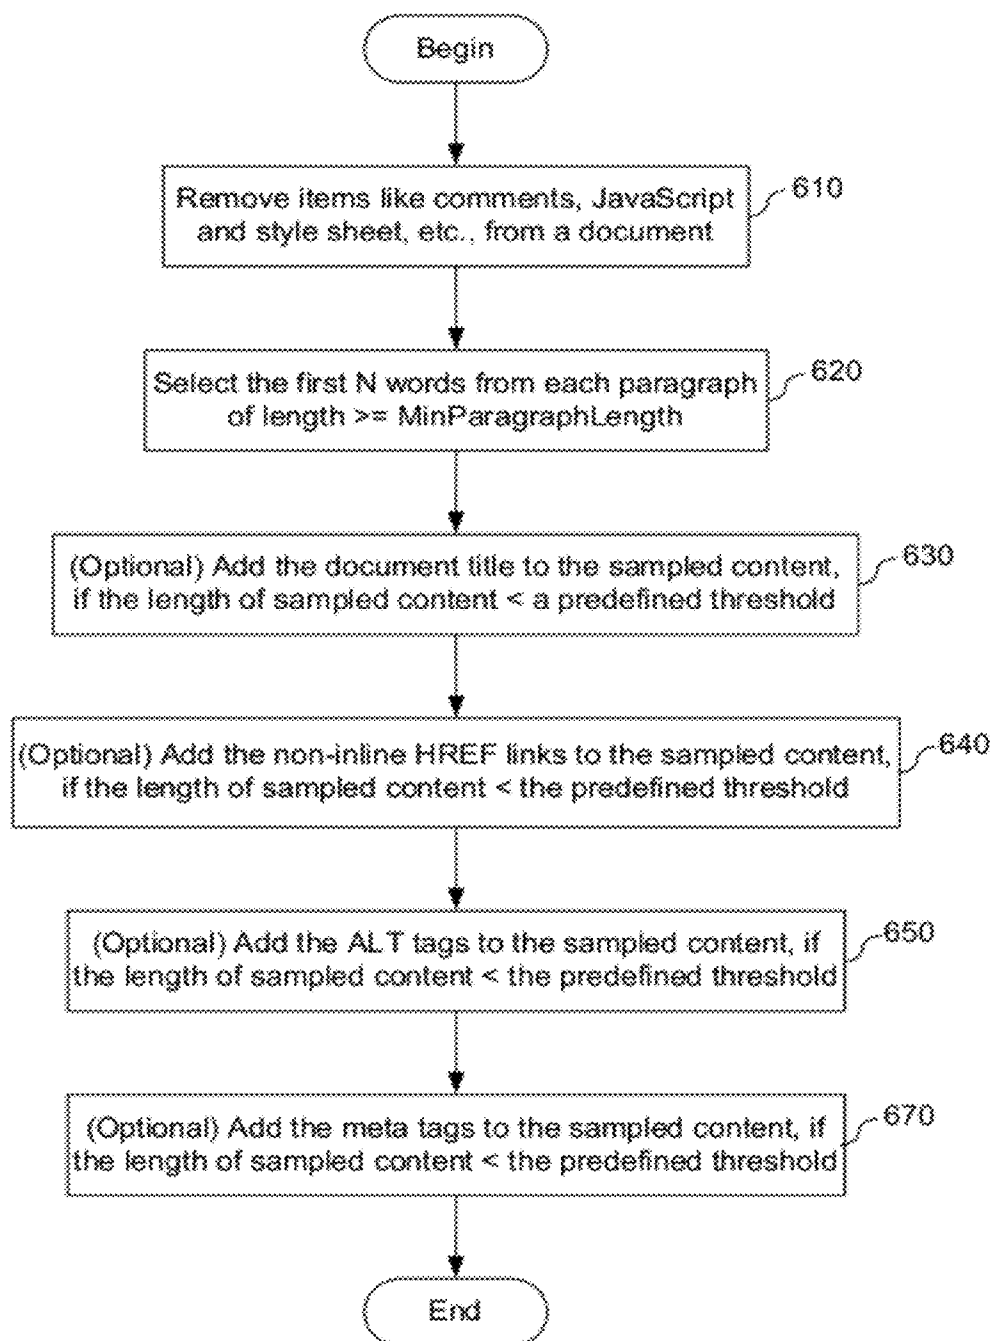 Begin
Remove items like comments, JavaScript
and style sheet, etc., from a document
610
Select the first N words from each paragraph
of length >= MinParagraphLength
620
(Optional) Add the document title to the sampled content,
if the length of sampled content < a predefined threshold
630
(Optional) Add the non-inline HREF links to the sampled content,
if the length of sampled content < the predefined threshold
640
(Optional) Add the ALT tags to the sampled content, if
the length of sampled content < the predefined threshold
650
(Optional) Add the meta tags to the sampled content, if
the length of sampled content < the predefined threshold
670
End